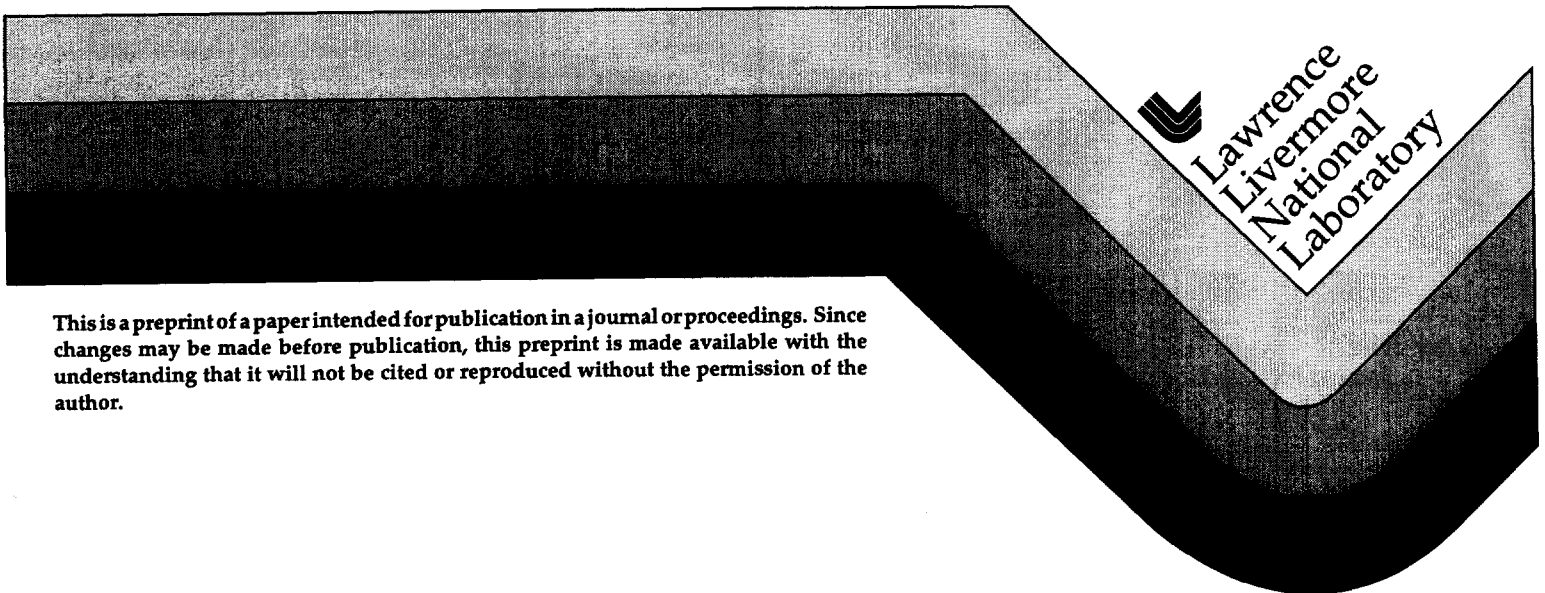 Lawrence
Livermore
National
Laboratory
This is a preprint of a paper intended for publication in a journal or proceedings. Since
changes may be made before publication, this preprint is made available with the
understanding that it will not be cited or reproduced without the permission of the
author.